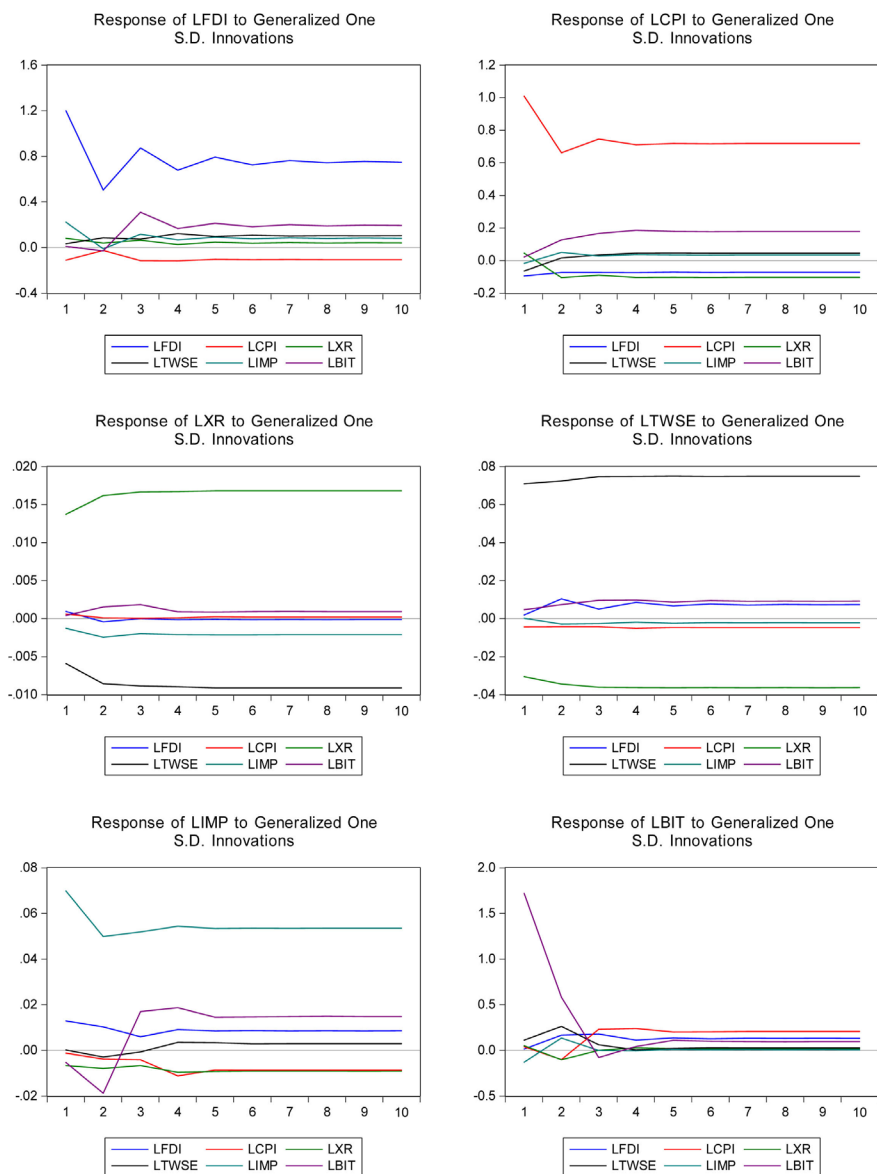 Response of LFDI to Generalized One
S.D. Innovations
1.6
1.2
0.8
0.4
0.0
-0.4
1 2 3 4 5 6 7 8 9 10
LFDI LCPI LXR
LTWSE LIMP LBIT
Response of LCPI to Generalized One
S.D. Innovations
1.2
1.0
0.8
0.6
0.4
0.2
0.0
-0.2
1 2 3 4 5 6 7 8 9 10
LFDI LCPI LXR
LTWSE LIMP LBIT
Response of LXR to Generalized One
S.D. Innovations
.020
.015
.010
.005
.000
-.005
-.010
1 2 3 4 5 6 7 8 9 10
LFDI LCPI LXR
LTWSE LIMP LBIT
Response of LTWSE to Generalized One
S.D. Innovations
.08
.06
.04
.02
.00
-.02
-.04
1 2 3 4 5 6 7 8 9 10
LFDI LCPI LXR
LTWSE LIMP LBIT
Response of LIMP to Generalized One
S.D. Innovations
.08
.06
.04
.02
.00
-.02
1 2 3 4 5 6 7 8 9 10
LFDI LCPI LXR
LTWSE LIMP LBIT
Response of LBIT to Generalized One
S.D. Innovations
2.0
1.5
1.0
0.5
0.0
-0.5
1 2 3 4 5 6 7 8 9 10
LFDI LCPI LXR
LTWSE LIMP LBIT